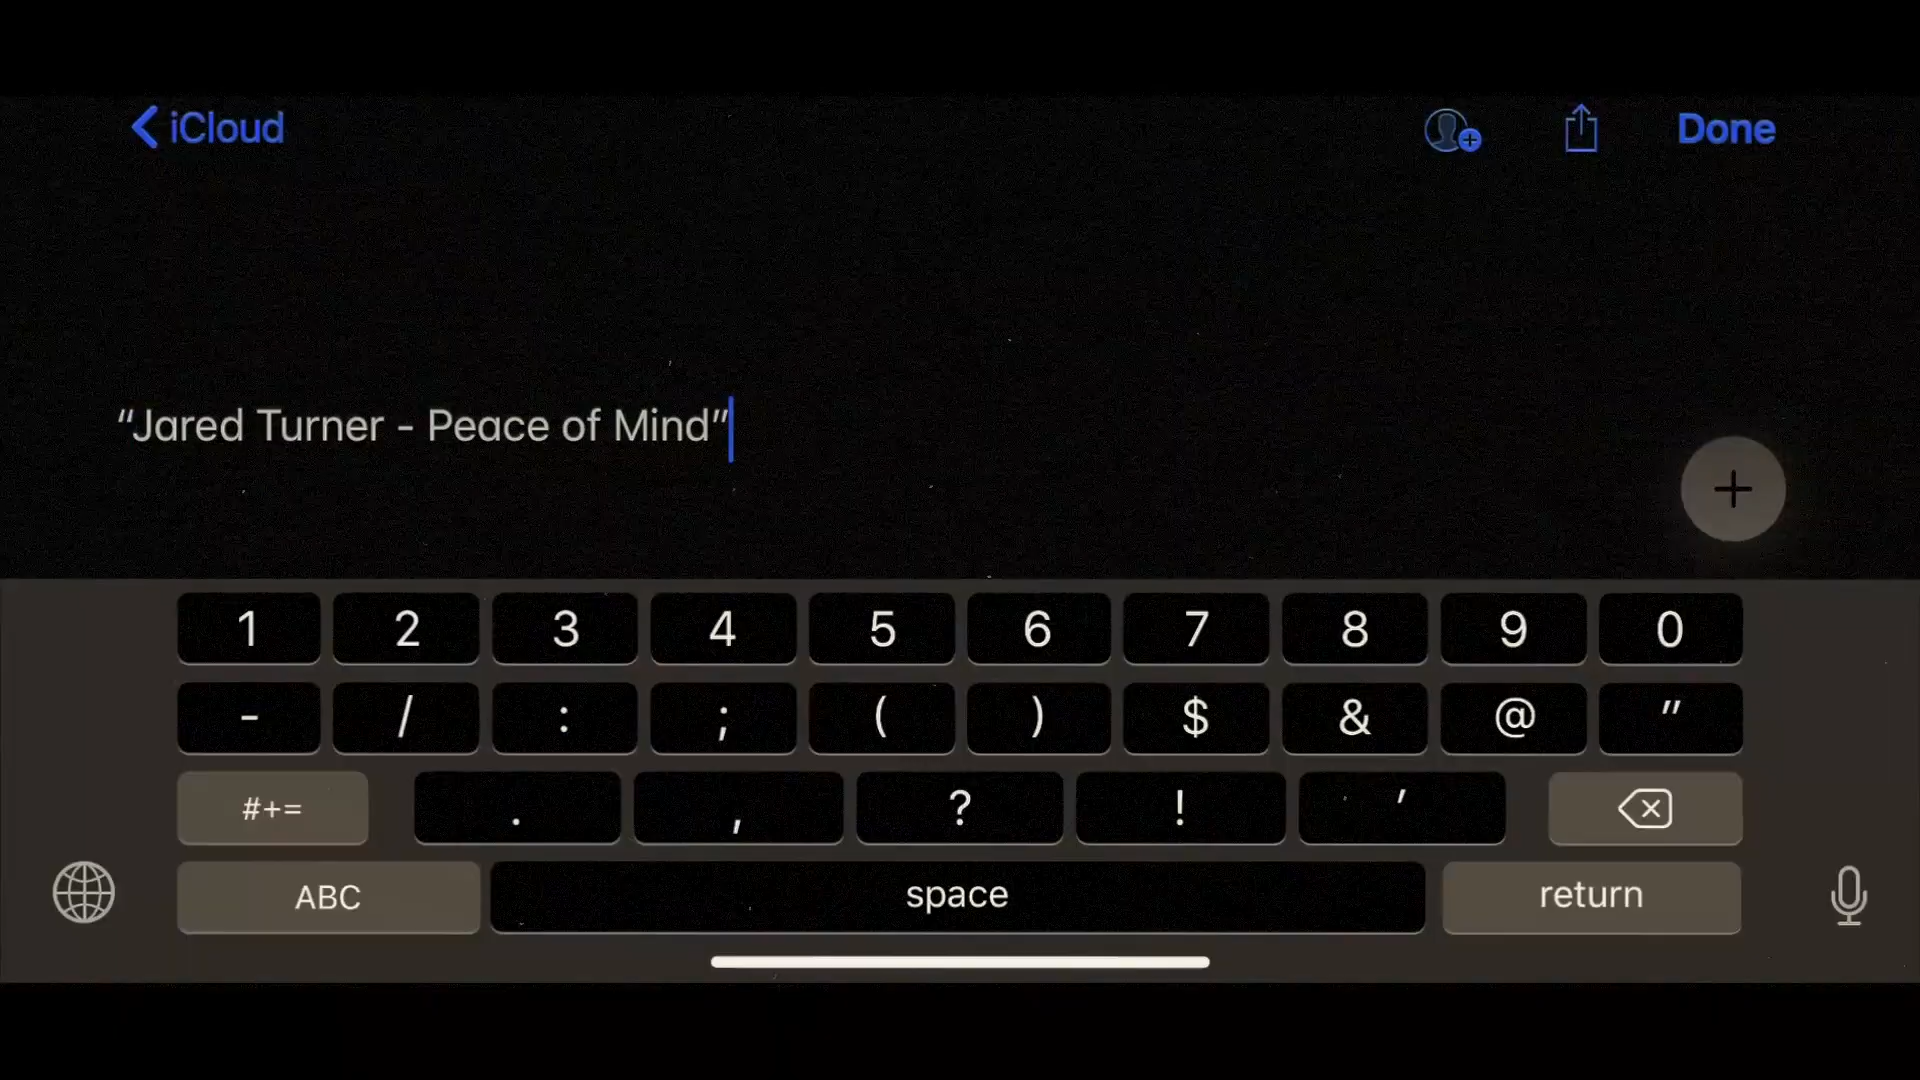 iCloud
Done
“Jared Turner - Peace of Mind”
1 2 3 4 5 6 7 8 9 0
- / : ; ( ) $ & @ "
#+= . , ? ! '
ABC space return